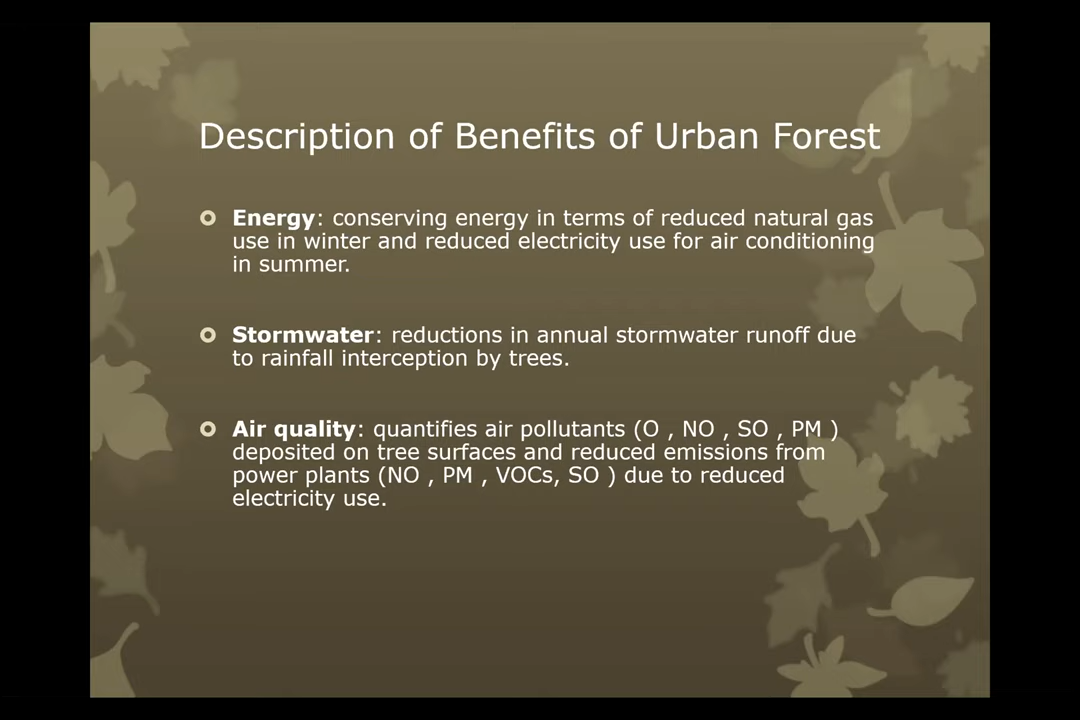 Description of Benefits of Urban Forest
Energy: conserving energy in terms of reduced natural gas
use in winter and reduced electricity use for air conditioning
in summer.
Stormwater: reductions in annual stormwater runoff due
to rainfall interception by trees.
Air quality: quantifies air pollutants (O , NO , SO , PM )
deposited on tree surfaces and reduced emissions from
power plants (NO , PM , VOCs, SO ) due to reduced
electricity use.